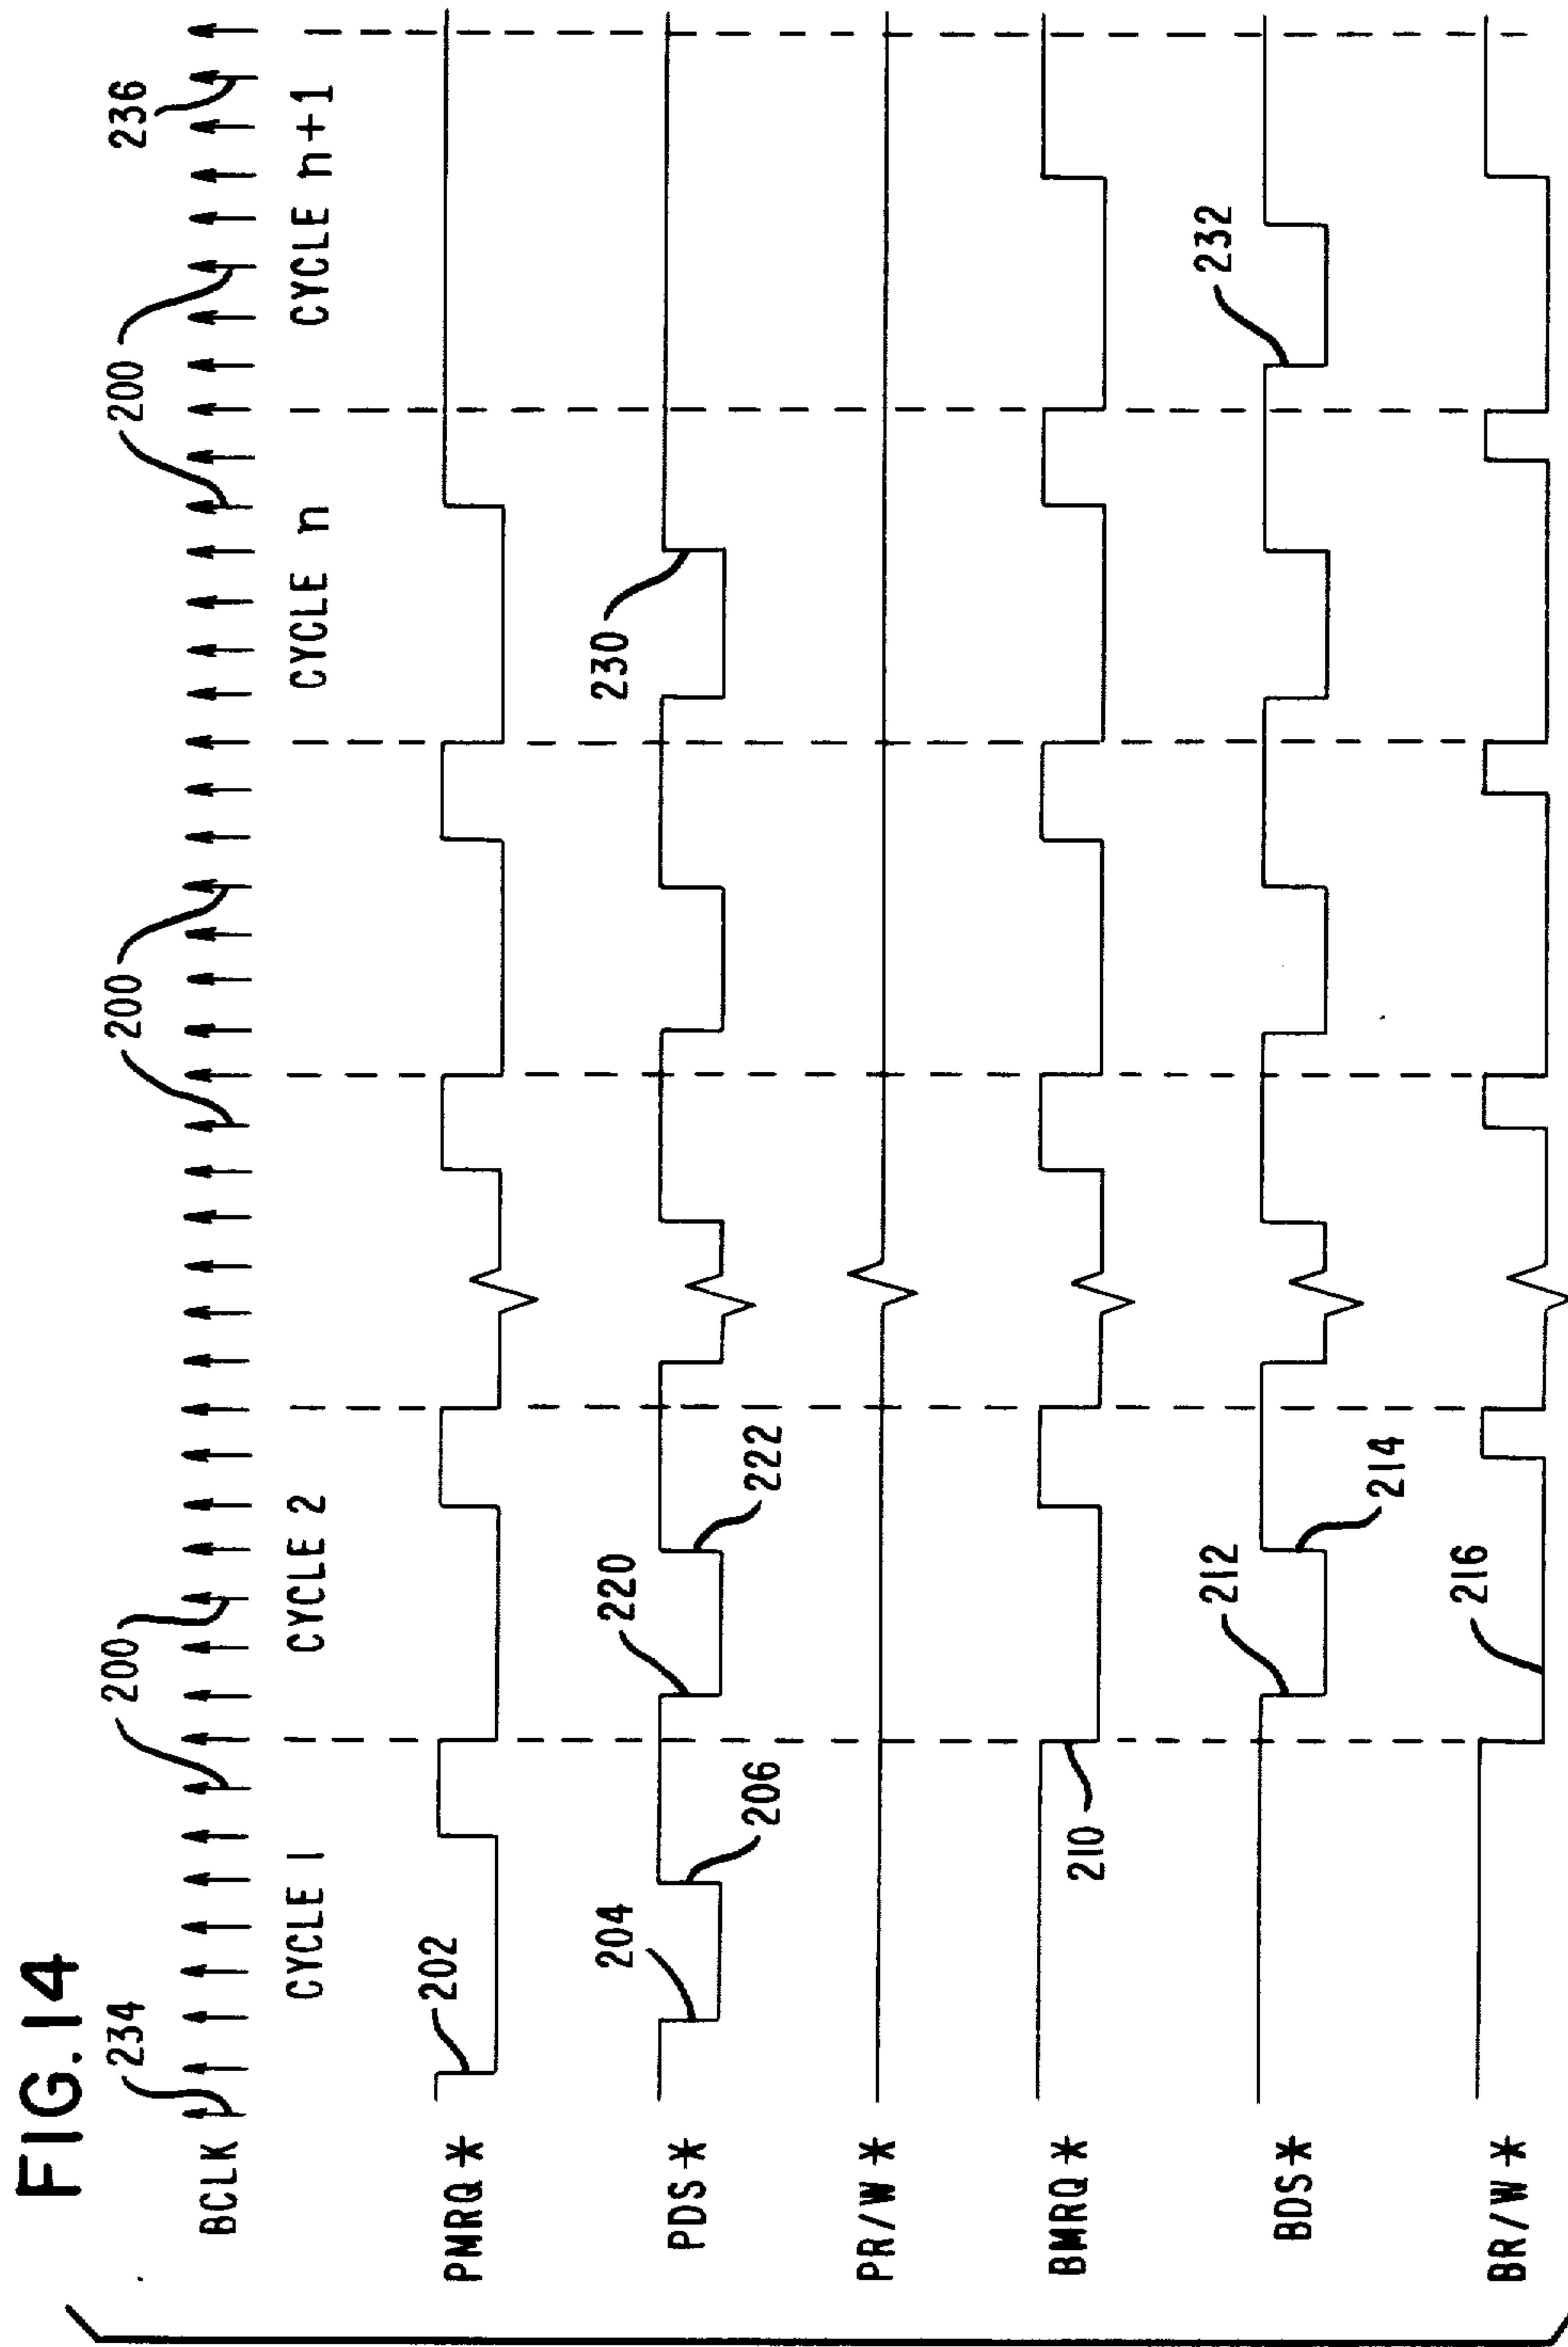 FIG.14
234
200
200
200
236
BCLK
CYCLE 1
CYCLE 2
CYCLE n
CYCLE n+1
PMRQ*
202
PDS*
204
206
220
222
230
PR/W*
BMRQ*
210
BDS*
212
214
232
BR/W*
216